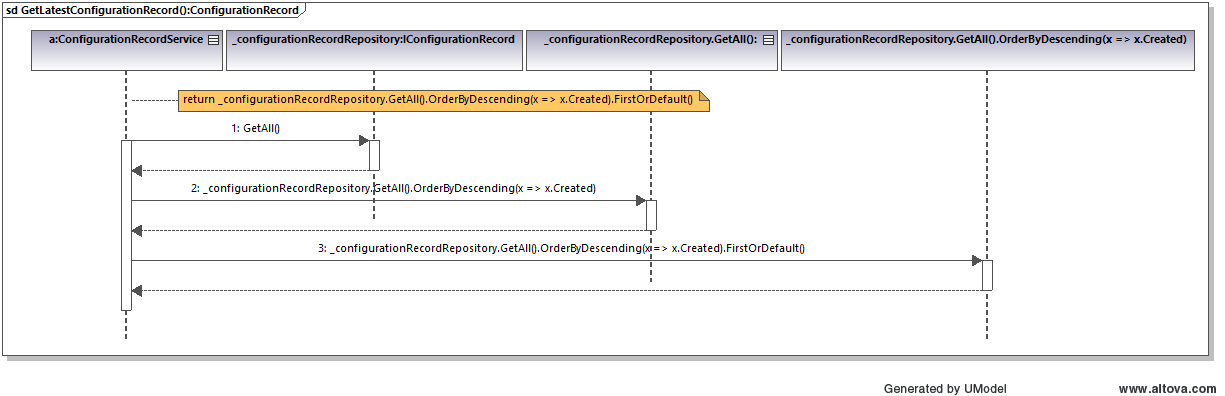 sd GetLatestConfigurationRecord():ConfigurationRecord
a:ConfigurationRecordService
_configurationRecordRepository:IConfigurationRecord
_configurationRecordRepository.GetAll():
_configurationRecordRepository.GetAll().OrderByDescending(x => x.Created)
return _configurationRecordRepository.GetAll().OrderByDescending(x => x.Created).FirstOrDefault()
1: GetAll()
2: _configurationRecordRepository.GetAll().OrderByDescending(x => x.Created)
3: _configurationRecordRepository.GetAll().OrderByDescending(x => x.Created).FirstOrDefault()
Generated by UModel
www.altova.com